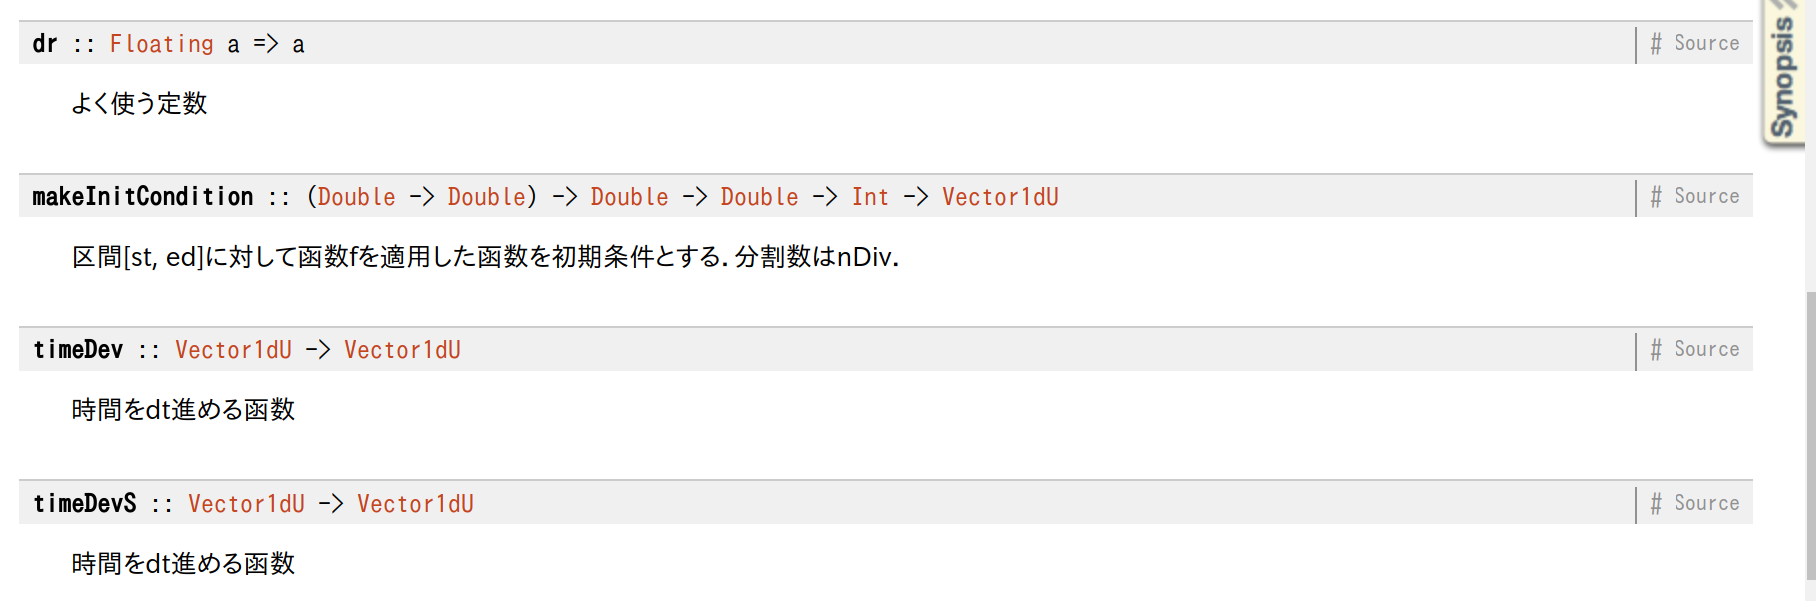 dr :: Floating a => a
# Source
Synopsis
よく使う定数
makeInitCondition :: (Double -> Double) -> Double -> Double -> Int -> Vector1dU
# Source
区間[st, ed]に対して函数fを適用した函数を初期条件とする. 分割数はnDiv.
timeDev :: Vector1dU -> Vector1dU
# Source
時間をdt進める函数
timeDevS :: Vector1dU -> Vector1dU
# Source
時間をdt進める函数